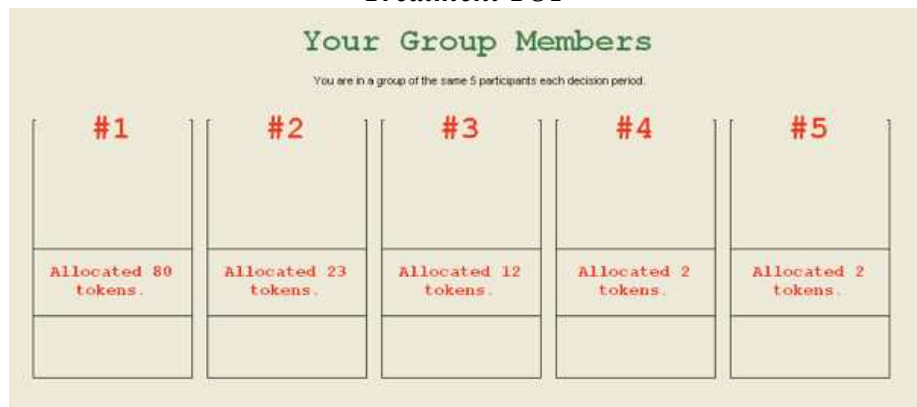 Your Group Members
You are in a group of the same 5 participants each decision period.
#1 #2 #3 #4 #5
Allocated 80 tokens.
Allocated 23 tokens.
Allocated 12 tokens.
Allocated 2 tokens.
Allocated 2 tokens.